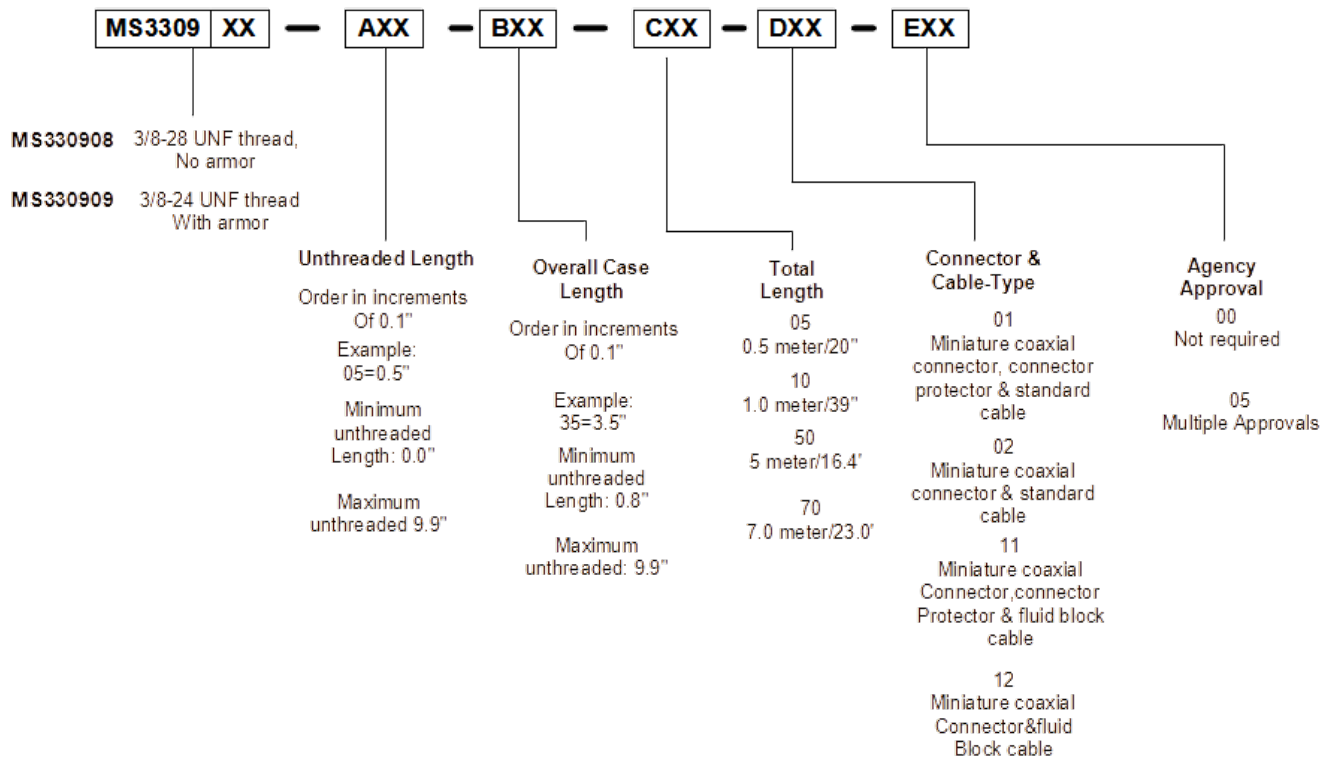 MS3309 XX — AXX — BXX — CXX — DXX — EXX
MS330908 3/8-28 UNF thread,
No armor
MS330909 3/8-24 UNF thread
With armor
Unthreaded Length
Order in increments
Of 0.1"
Example:
05=0.5"
Minimum
unthreaded
Length: 0.0"
Maximum
unthreaded 9.9"
Overall Case
Length
Order in increments
Of 0.1"
Example:
35=3.5"
Minimum
unthreaded
Length: 0.8"
Maximum
unthreaded: 9.9"
Total
Length
05
0.5 meter/20"
10
1.0 meter/39"
50
5 meter/16.4'
70
7.0 meter/23.0'
Connector &
Cable-Type
01
Miniature coaxial
connector, connector
protector & standard
cable
02
Miniature coaxial
connector & standard
cable
11
Miniature coaxial
Connector,connector
Protector & fluid block
cable
12
Miniature coaxial
Connector&fluid
Block cable
Agency
Approval
00
Not required
05
Multiple Approvals